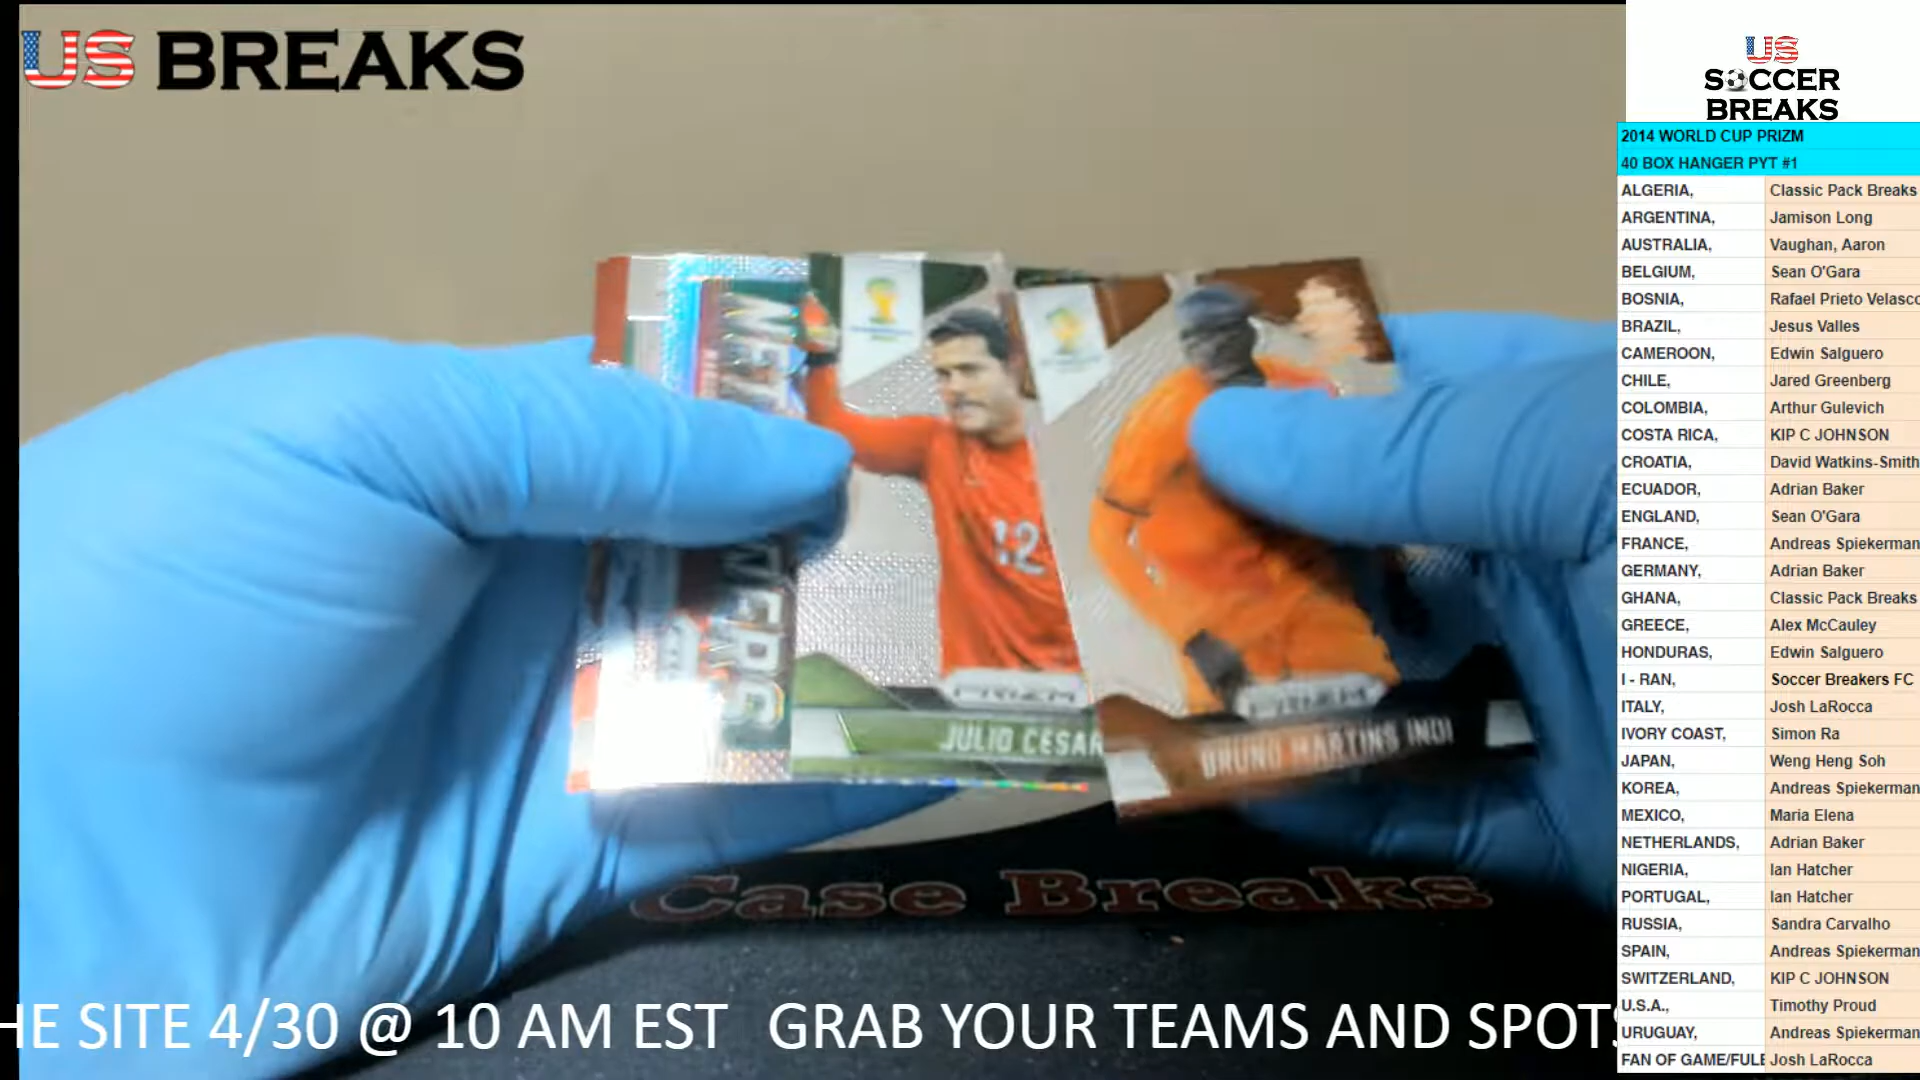 US BREAKS
US
SOCCER
BREAKS
2014 WORLD CUP PRIZM
40 BOX HANGER PYT #1
ALGERIA, Classic Pack Breaks
ARGENTINA, Jamison Long
AUSTRALIA, Vaughan, Aaron
BELGIUM, Sean O'Gara
BOSNIA, Rafael Prieto Velasco
BRAZIL, Jesus Valles
CAMEROON, Edwin Salguero
CHILE, Jared Greenberg
COLOMBIA, Arthur Gulevich
COSTA RICA, KIP C JOHNSON
CROATIA, David Watkins-Smith
ECUADOR, Adrian Baker
ENGLAND, Sean O'Gara
FRANCE, Andreas Spiekerman
GERMANY, Adrian Baker
GHANA, Classic Pack Breaks
GREECE, Alex McCauley
HONDURAS, Edwin Salguero
I - RAN, Soccer Breakers FC
ITALY, Josh LaRocca
IVORY COAST, Simon Ra
JAPAN, Weng Heng Soh
KOREA, Andreas Spiekerman
MEXICO, Maria Elena
NETHERLANDS, Adrian Baker
NIGERIA, Ian Hatcher
PORTUGAL, Ian Hatcher
RUSSIA, Sandra Carvalho
SPAIN, Andreas Spiekerman
SWITZERLAND, KIP C JOHNSON
U.S.A., Timothy Proud
URUGUAY, Andreas Spiekerman
FAN OF GAME/FULE Josh LaRocca
12
PRIZM
JULIO CESAR
PRIZM
BRUNO MARTINS INDI
Case Breaks
HE SITE 4/30 @ 10 AM EST GRAB YOUR TEAMS AND SPOTS